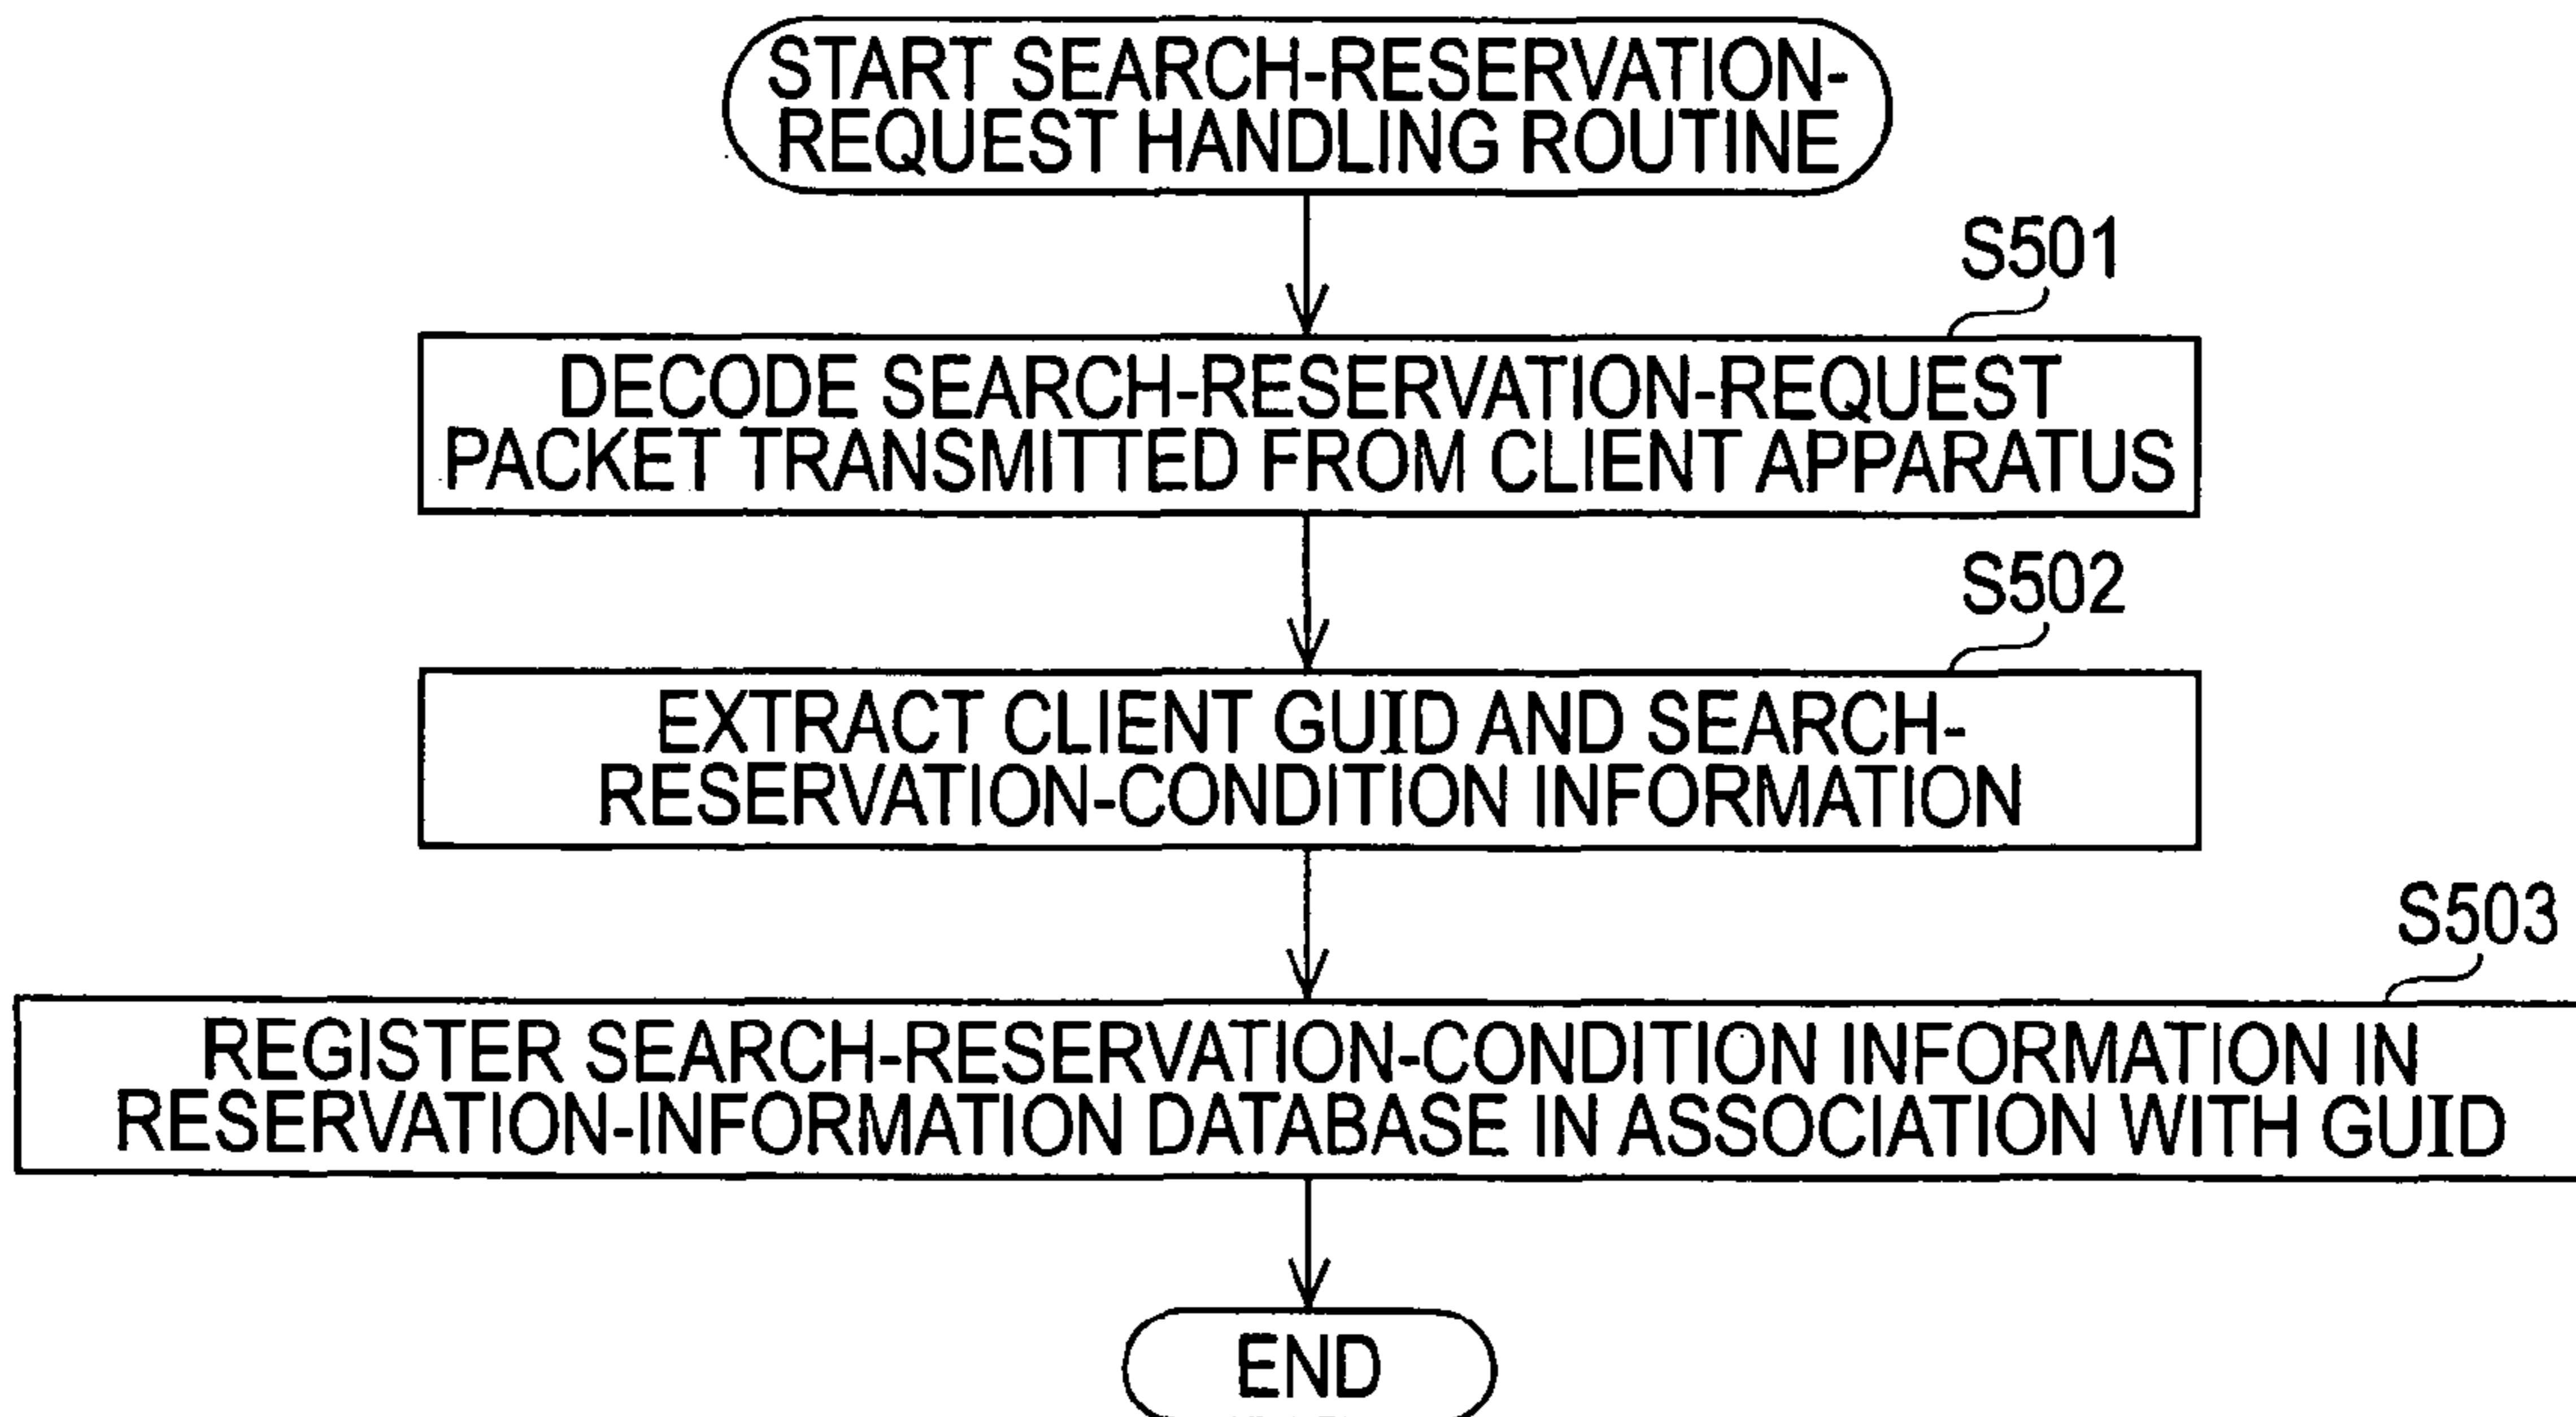 START SEARCH-RESERVATION-
REQUEST HANDLING ROUTINE
S501
DECODE SEARCH-RESERVATION-REQUEST
PACKET TRANSMITTED FROM CLIENT APPARATUS
S502
EXTRACT CLIENT GUID AND SEARCH-
RESERVATION-CONDITION INFORMATION
S503
REGISTER SEARCH-RESERVATION-CONDITION INFORMATION IN
RESERVATION-INFORMATION DATABASE IN ASSOCIATION WITH GUID
END